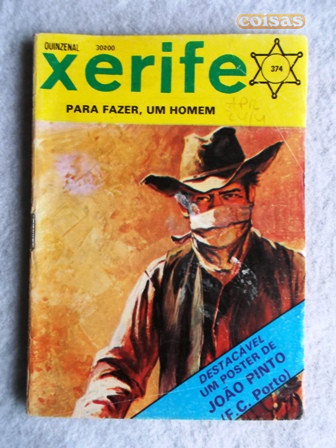 coisas
QUINZENAL 30$00
xerife
374
PARA FAZER, UM HOMEM
DESTACÁVEL
UM POSTER DE
JOÃO PINTO
(F.C. Porto)